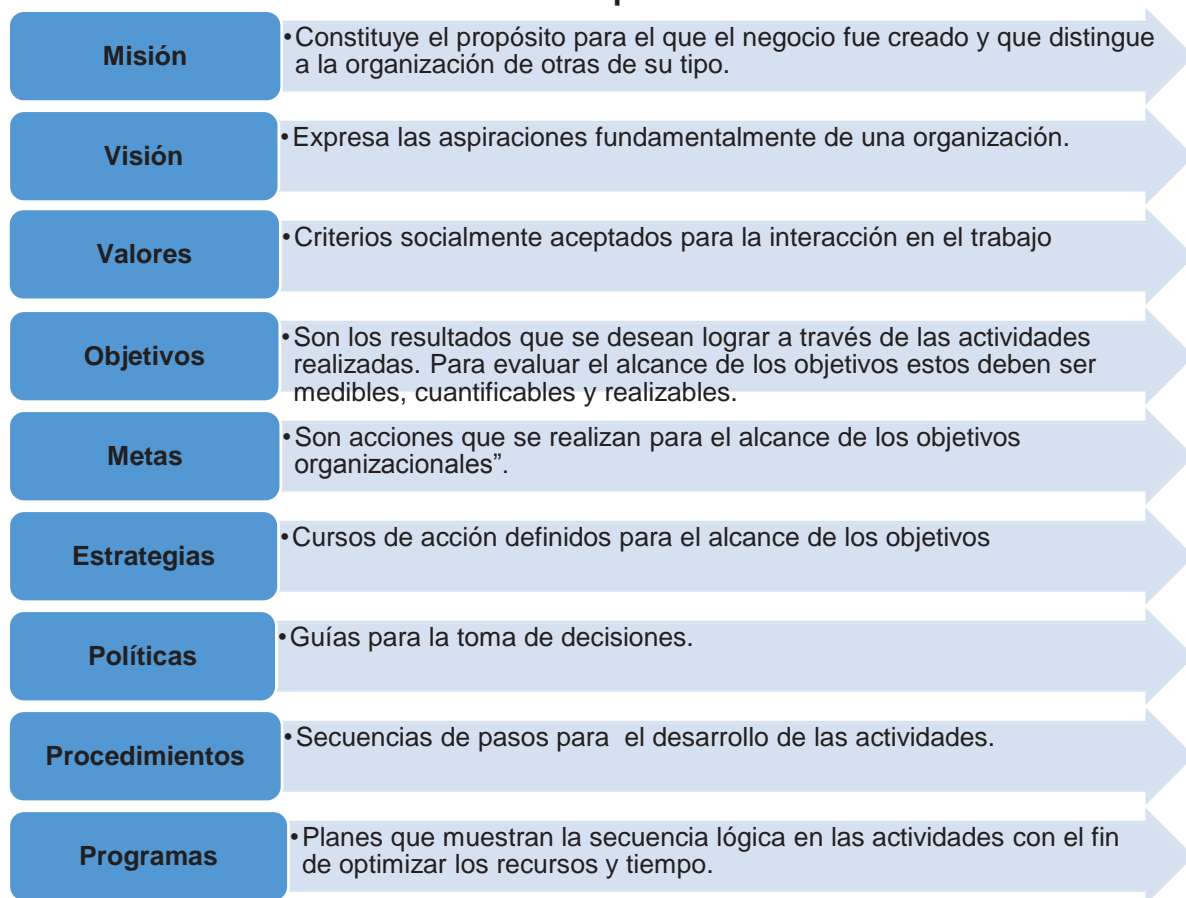 Misión
•Constituye el propósito para el que el negocio fue creado y que distingue
a la organización de otras de su tipo.
Visión
•Expresa las aspiraciones fundamentalmente de una organización.
Valores
•Criterios socialmente aceptados para la interacción en el trabajo
Objetivos
•Son los resultados que se desean lograr a través de las actividades
realizadas. Para evaluar el alcance de los objetivos estos deben ser
medibles, cuantificables y realizables.
Metas
•Son acciones que se realizan para el alcance de los objetivos
organizacionales”.
Estrategias
•Cursos de acción definidos para el alcance de los objetivos
Políticas
•Guías para la toma de decisiones.
Procedimientos
•Secuencias de pasos para  el desarrollo de las actividades.
Programas
•Planes que muestran la secuencia lógica en las actividades con el fin
de optimizar los recursos y tiempo.